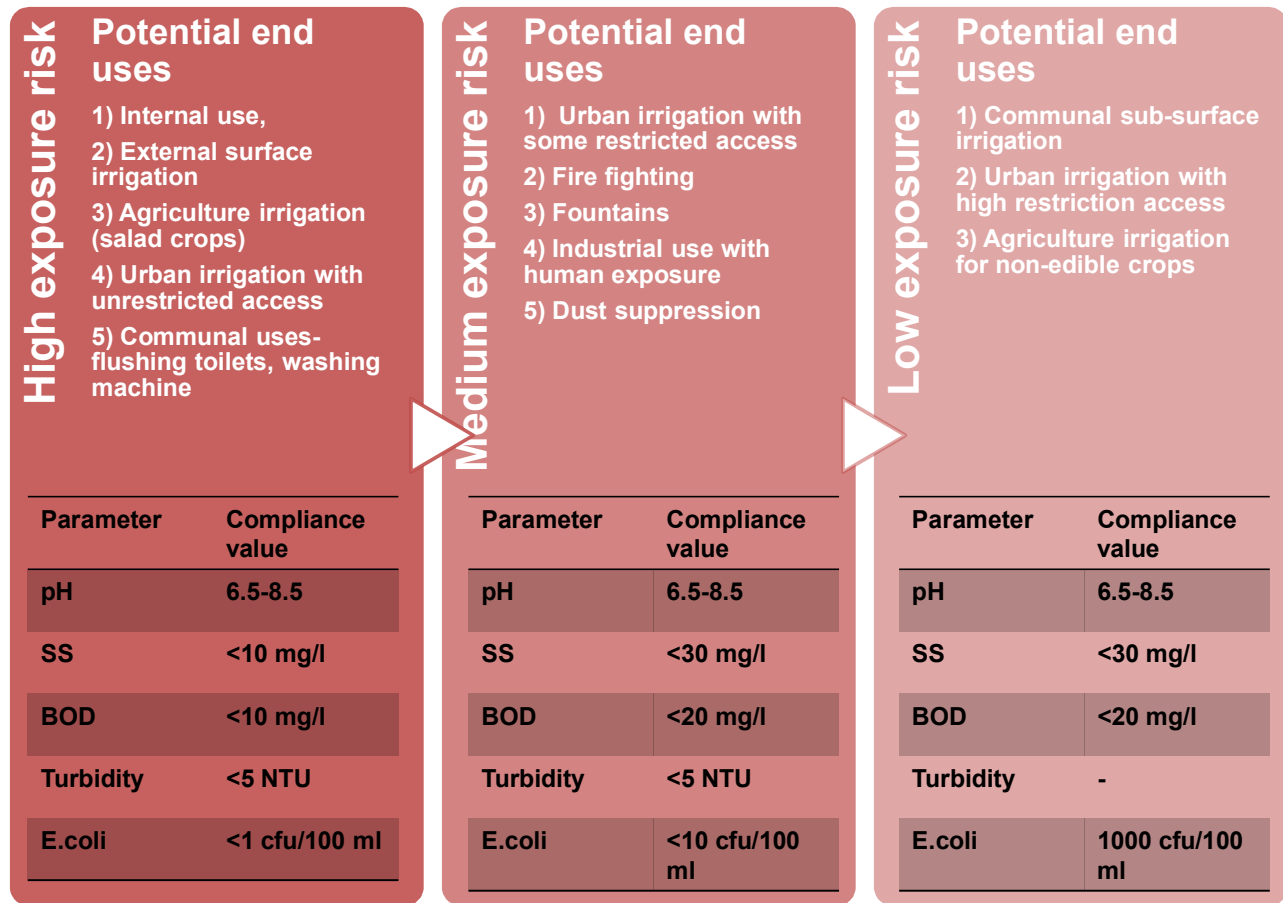 High exposure risk
Potential end
uses
1) Internal use,
2) External surface
irrigation
3) Agriculture irrigation
(salad crops)
4) Urban irrigation with
unrestricted access
5) Communal uses-
flushing toilets, washing
machine
Parameter Compliance
value
pH 6.5-8.5
SS <10 mg/l
BOD <10 mg/l
Turbidity <5 NTU
E.coli <1 cfu/100 ml
Medium exposure risk
Potential end
uses
1) Urban irrigation with
some restricted access
2) Fire fighting
3) Fountains
4) Industrial use with
human exposure
5) Dust suppression
Parameter Compliance
value
pH 6.5-8.5
SS <30 mg/l
BOD <20 mg/l
Turbidity <5 NTU
E.coli <10 cfu/100
ml
Low exposure risk
Potential end
uses
1) Communal sub-surface
irrigation
2) Urban irrigation with
high restriction access
3) Agriculture irrigation
for non-edible crops
Parameter Compliance
value
pH 6.5-8.5
SS <30 mg/l
BOD <20 mg/l
Turbidity -
E.coli 1000 cfu/100
ml